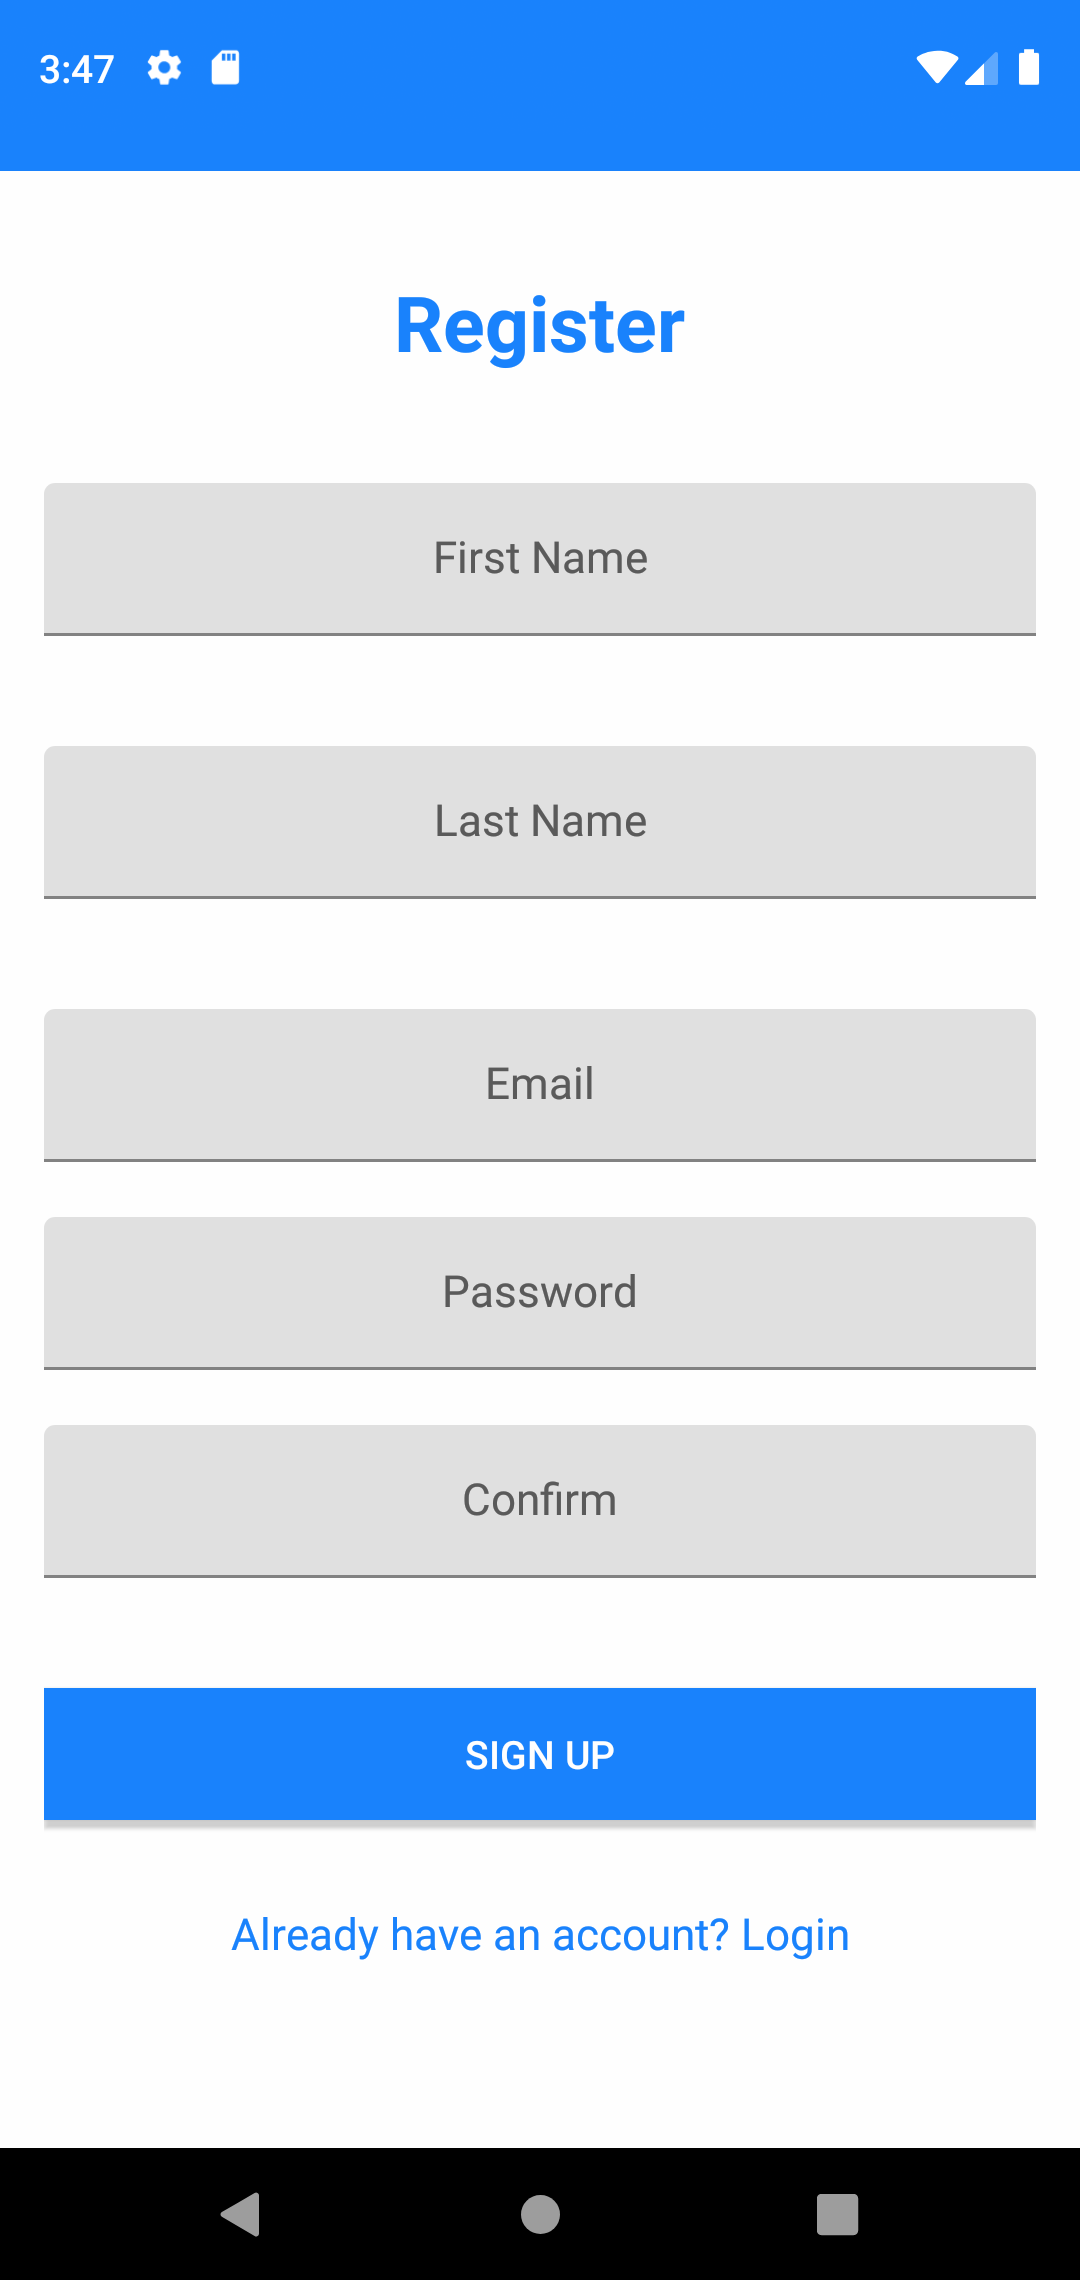 3:47
Register
First Name
Last Name
Email
Password
Confirm
SIGN UP
Already have an account? Login